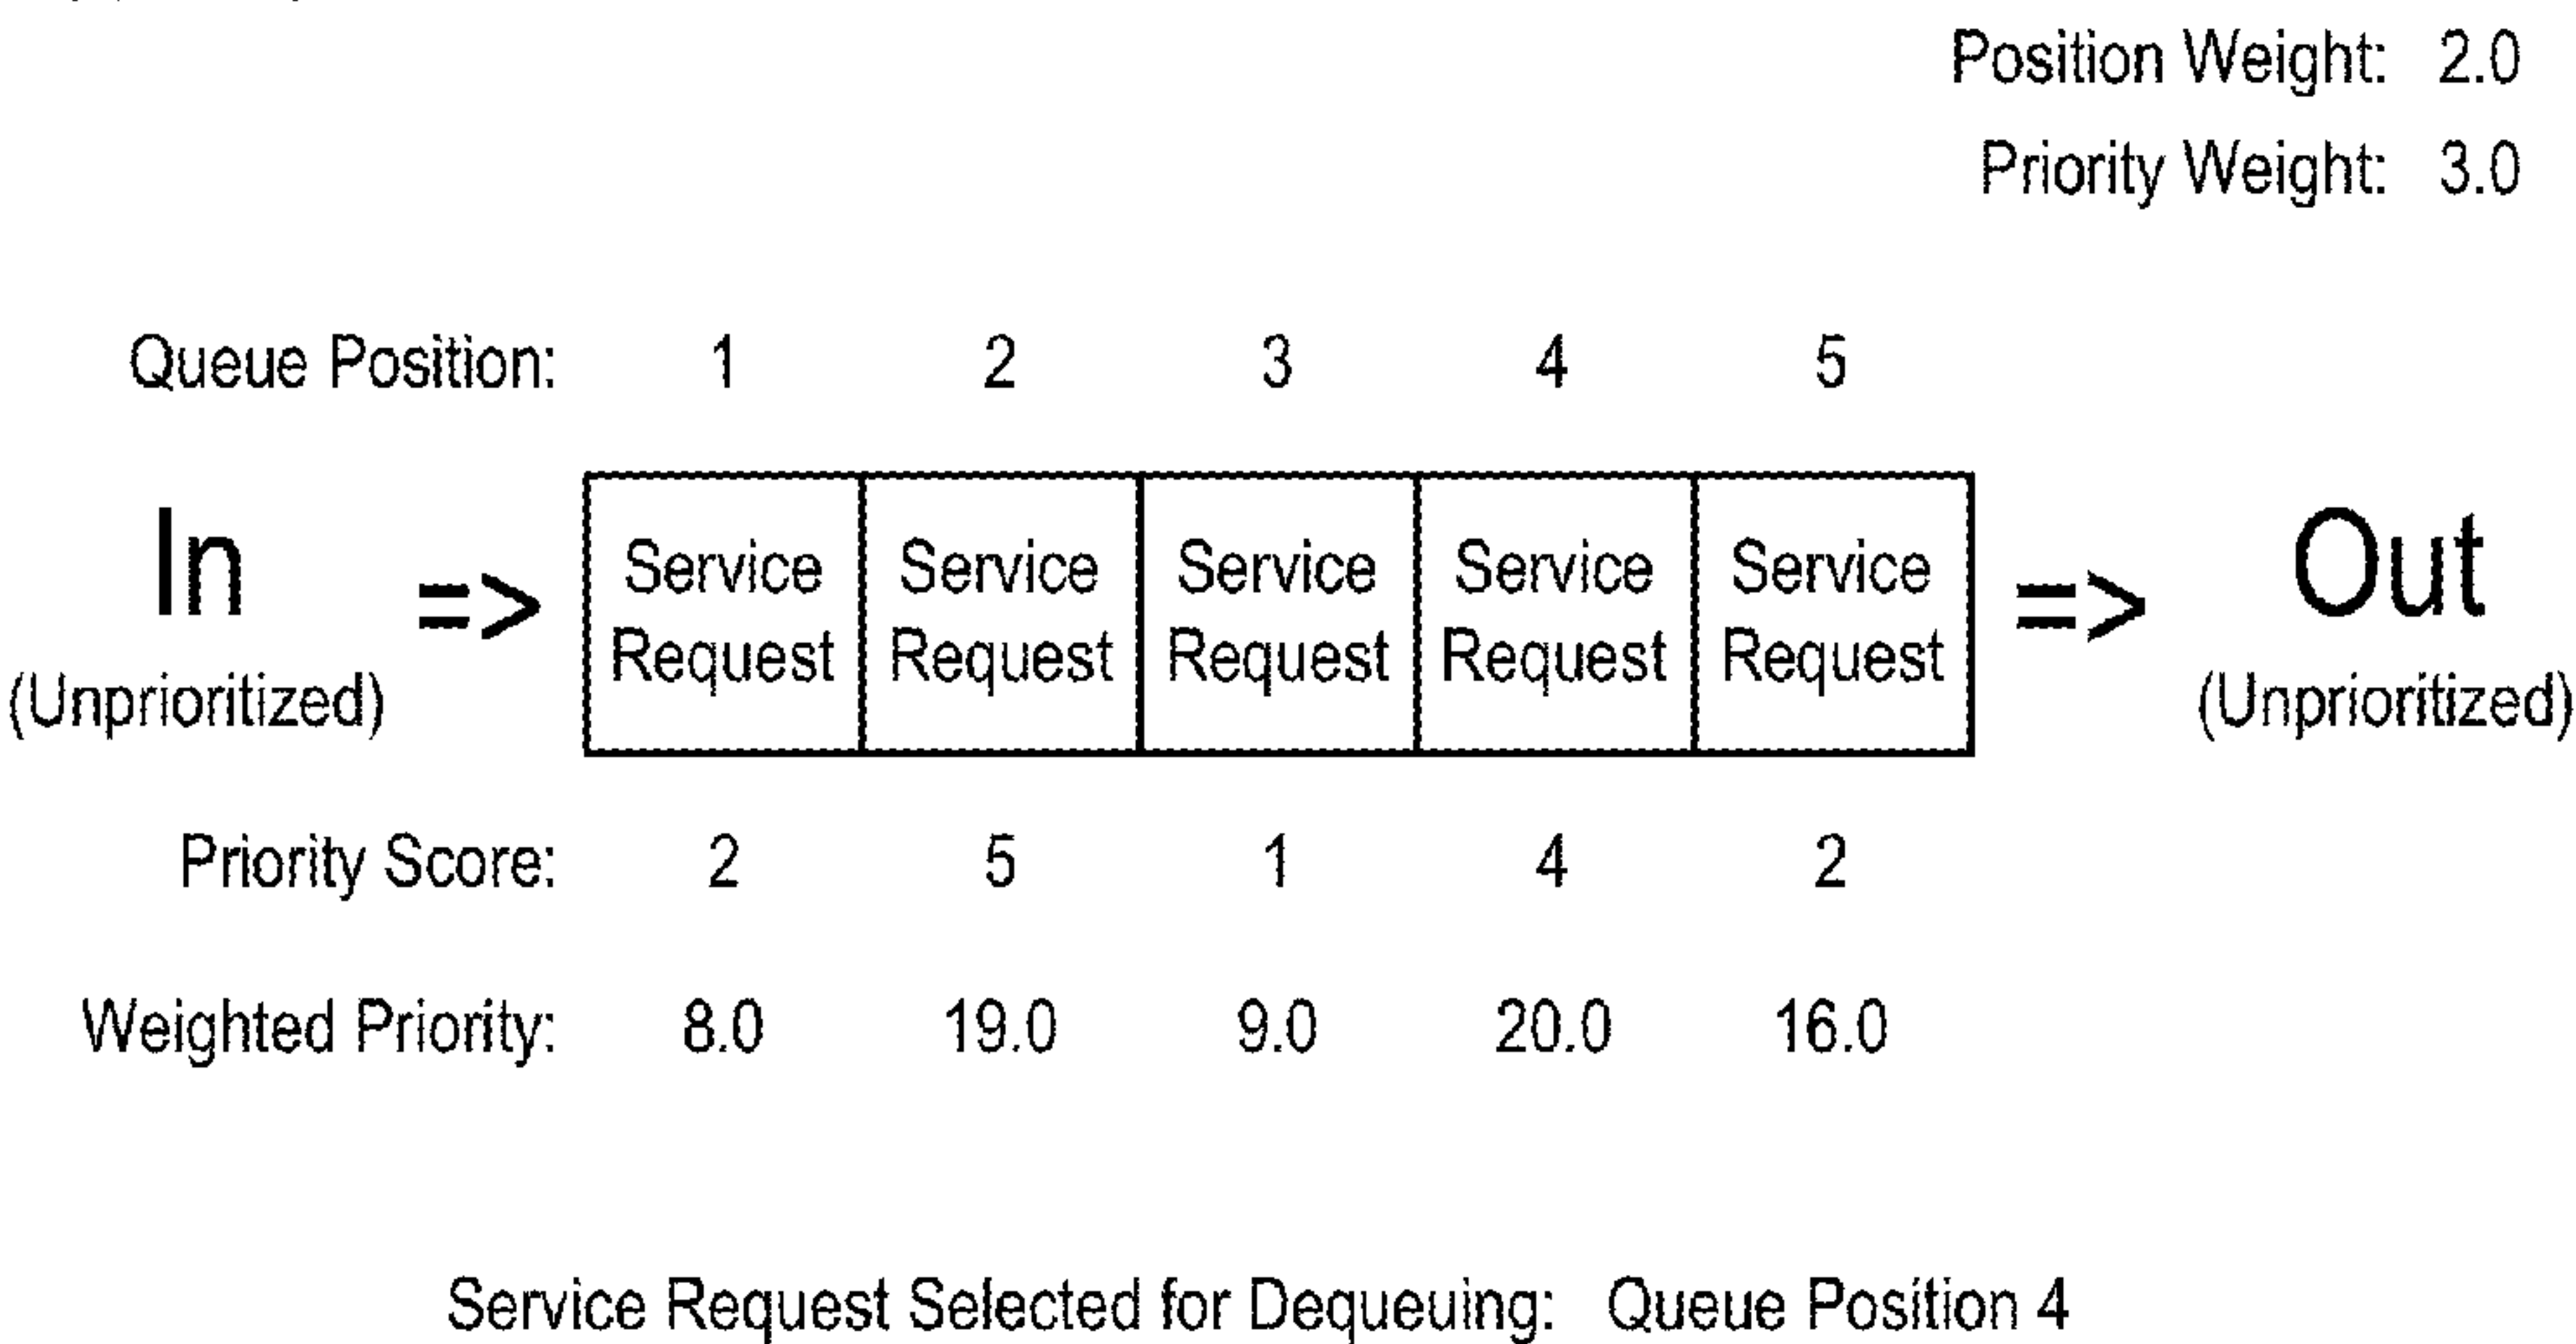 Position Weight: 2.0
Priority Weight: 3.0
Queue Position: 1 2 3 4 5
In => Service Request Service Request Service Request Service Request Service Request => Out
(Unprioritized) (Unprioritized)
Priority Score: 2 5 1 4 2
Weighted Priority: 8.0 19.0 9.0 20.0 16.0
Service Request Selected for Dequeuing: Queue Position 4